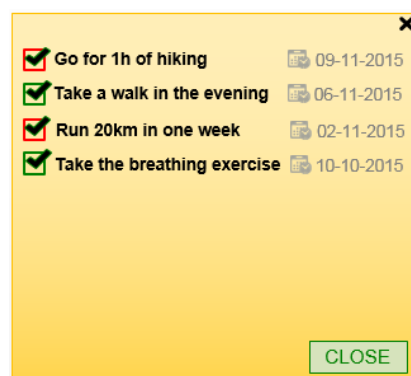 Go for 1h of hiking 09-11-2015
Take a walk in the evening 06-11-2015
Run 20km in one week 02-11-2015
Take the breathing exercise 10-10-2015
CLOSE